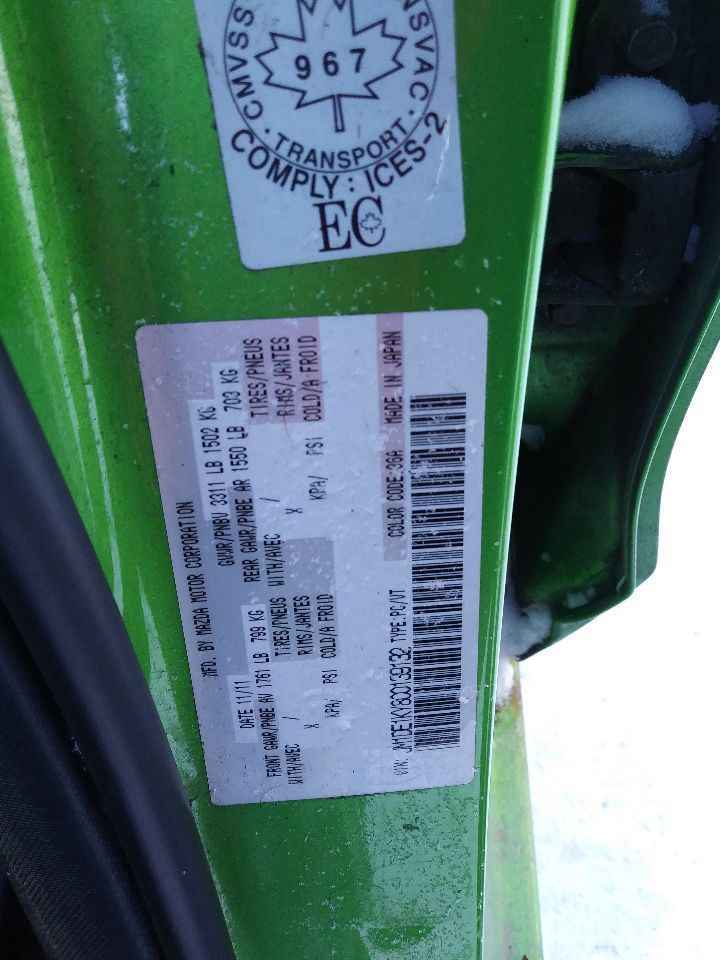 CMVSS
NSVAC
967
TRANSPORT
COMPLY: ICES-2
EC
MFD. BY MAZDA MOTOR CORPORATION
DATE 11/11 GVWR/PNBV 3311 LB 1502 KG
FRONT GAWR/PNBE AV 1761 LB 799 KG REAR GAWR/PNBE AR 1550 LB 703 KG
WITH/AVEC / TIRES/PNEUS WITH/AVEC / TIRES/PNEUS
X RIMS/JANTES X RIMS/JANTES
KPA/ PSI COLD/A FROID KPA/ PSI COLD/A FROID
COLOR CODE:36A MADE IN JAPAN
VIN: JM1DE1KY8C0139132 TYPE:PC/VT